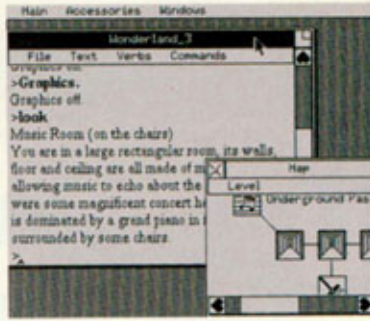 Main Accessories Windows
Wonderland_3
File Text Verbs Commands
Graphics on.
>Graphics.
Graphics off.
>look
Music Room (on the chairs)
You are in a large rectangular room, its walls,
floor and ceiling are all made of
allowing music to echo about the
were some magnificent concert
is dominated by a grand piano in
surrounded by some chairs.
>
Map
Level
Underground